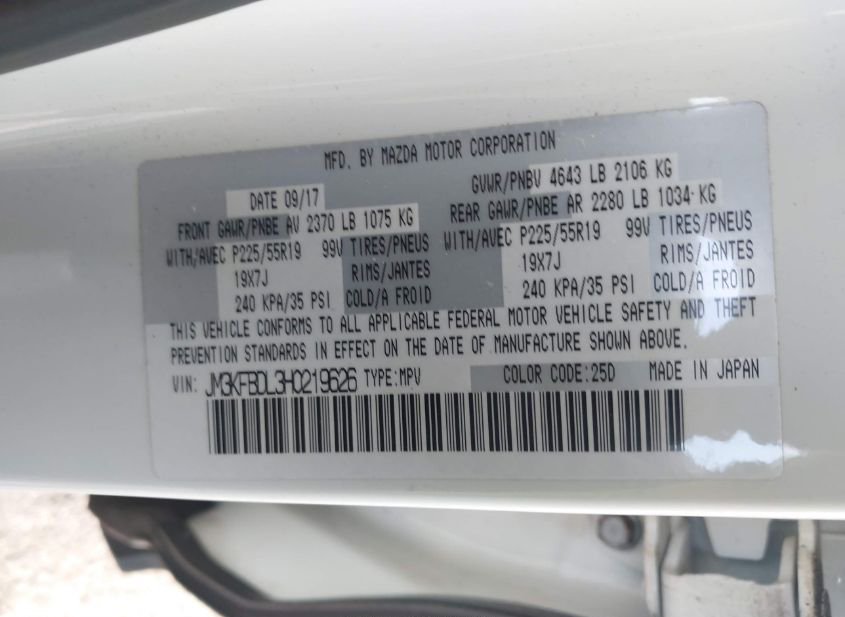 MFD. BY MAZDA MOTOR CORPORATION
DATE 09/17 GVWR/PNBV 4643 LB 2106 KG
FRONT GAWR/PNBE AV 2370 LB 1075 KG REAR GAWR/PNBE AR 2280 LB 1034 KG
WITH/AVEC P225/55R19 99V TIRES/PNEUS WITH/AVEC P225/55R19 99V TIRES/PNEUS
19X7J RIMS/JANTES 19X7J RIMS/JANTES
240 KPA/35 PSI COLD/A FROID 240 KPA/35 PSI COLD/A FROID
THIS VEHICLE CONFORMS TO ALL APPLICABLE FEDERAL MOTOR VEHICLE SAFETY AND THEFT
PREVENTION STANDARDS IN EFFECT ON THE DATE OF MANUFACTURE SHOWN ABOVE.
VIN: JM3KFBDL3H0219626 TYPE:MPV COLOR CODE:25D MADE IN JAPAN